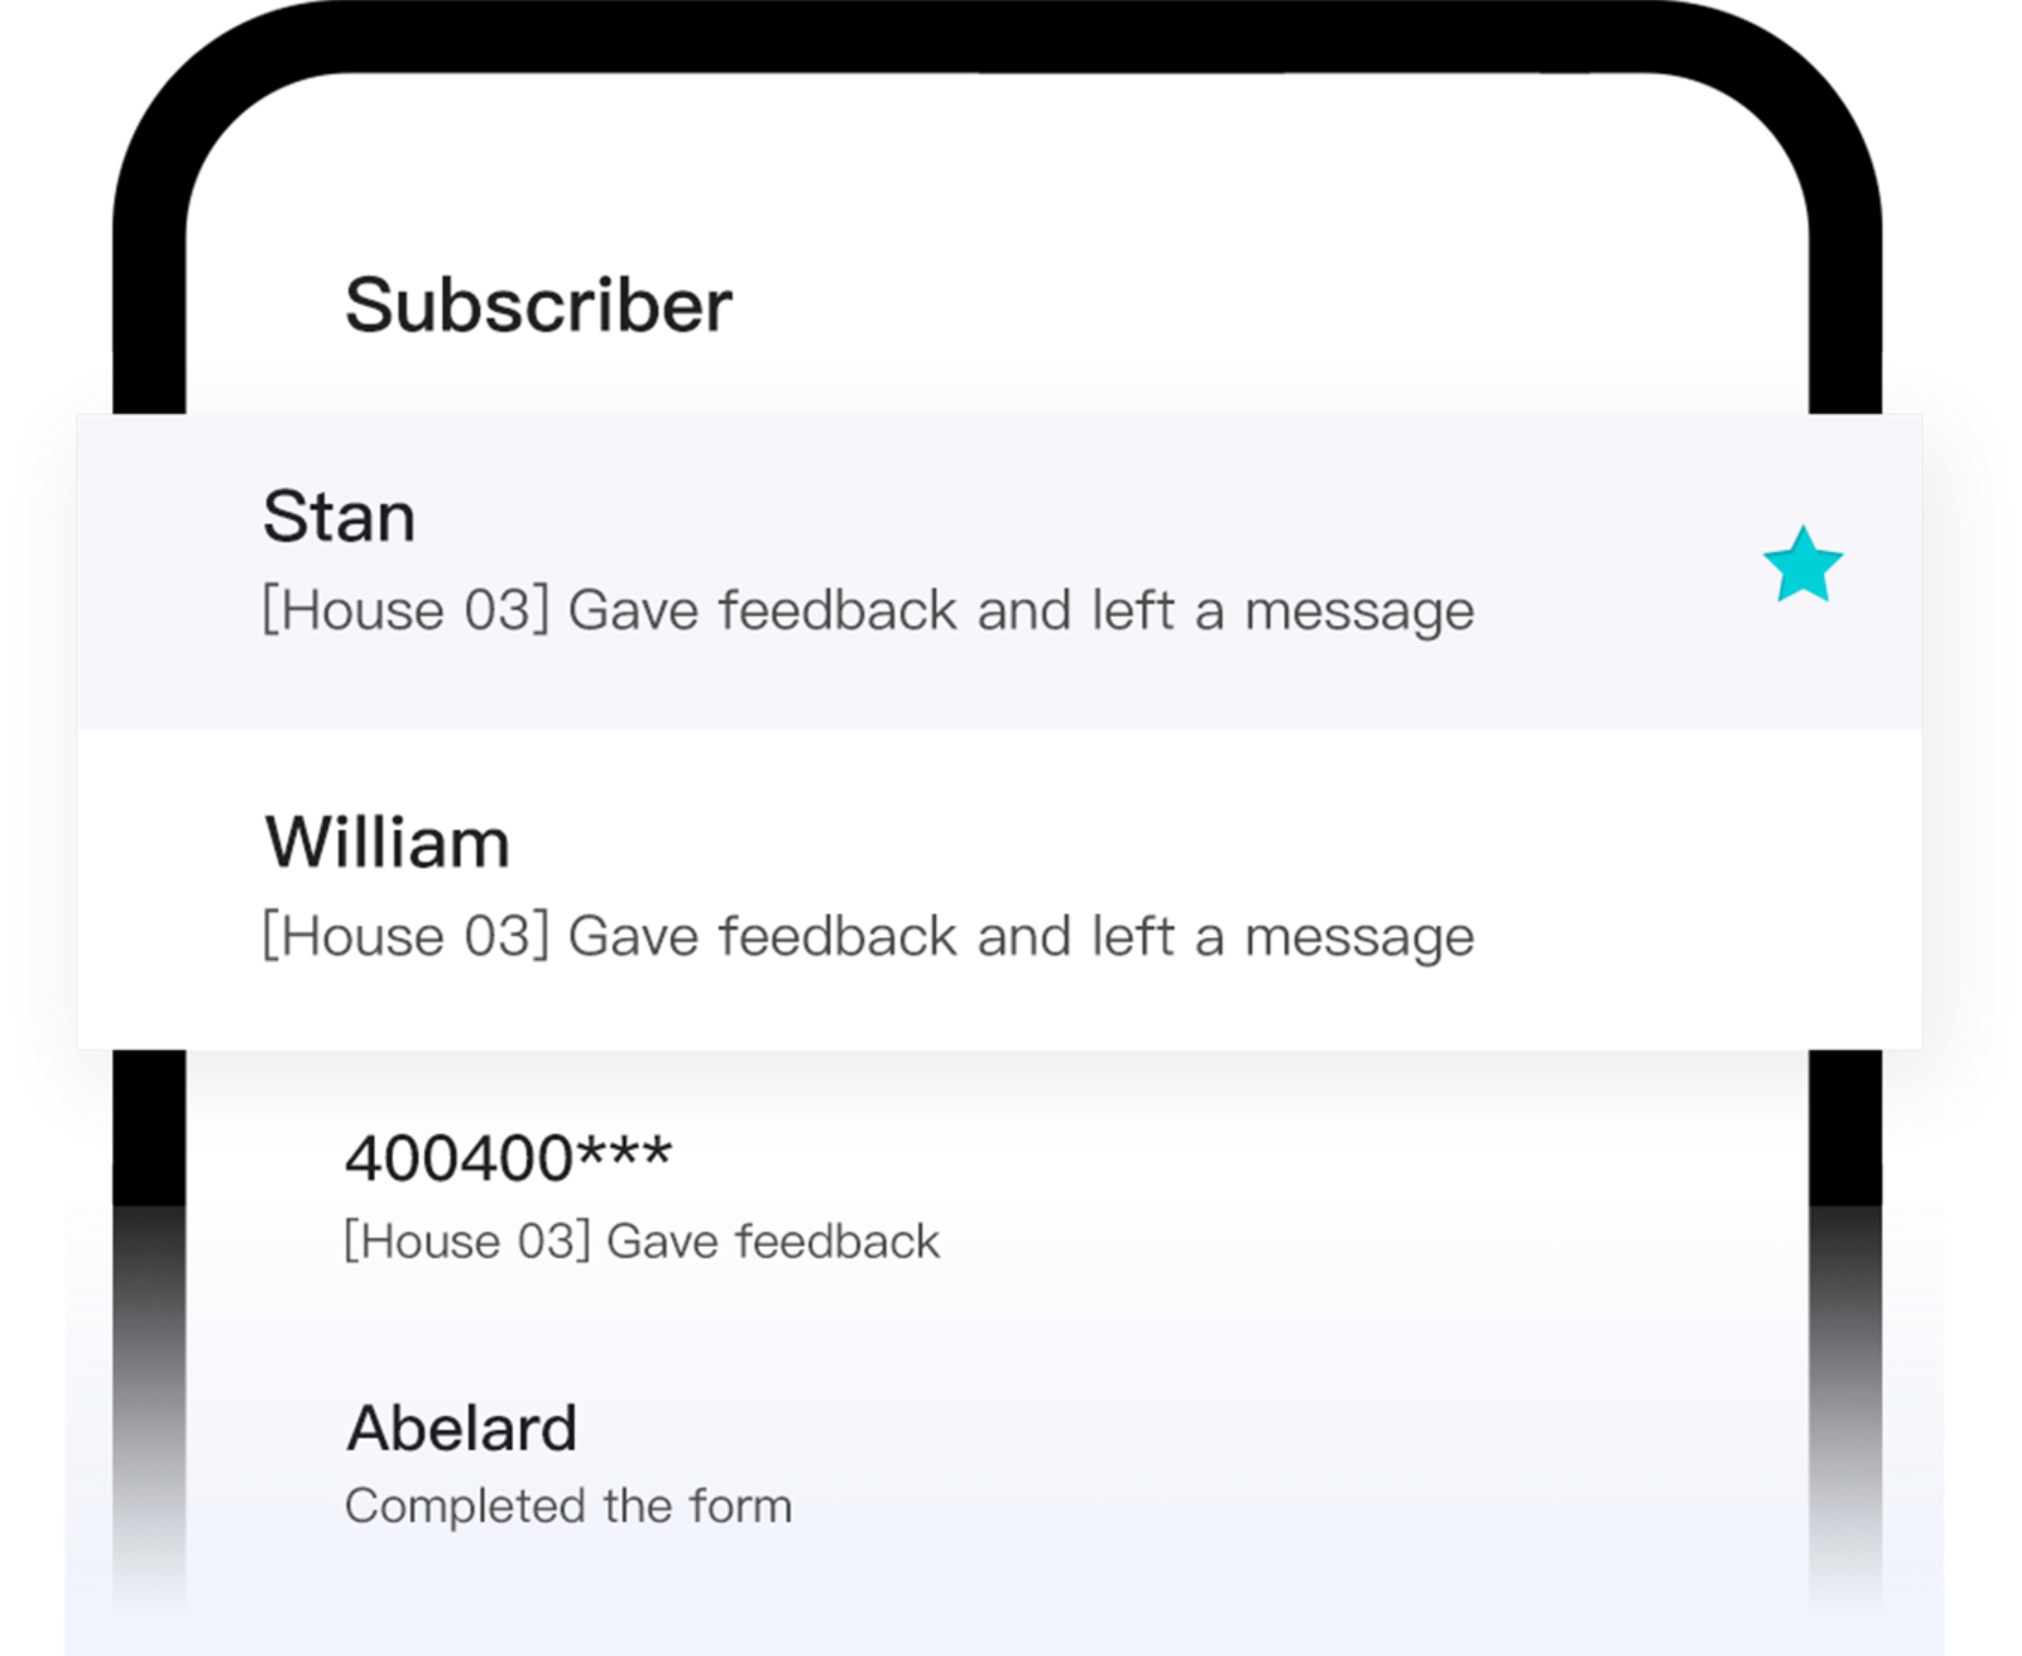 Subscriber
Stan
[House 03] Gave feedback and left a message
William
[House 03] Gave feedback and left a message
400400***
[House 03] Gave feedback
Abelard
Completed the form